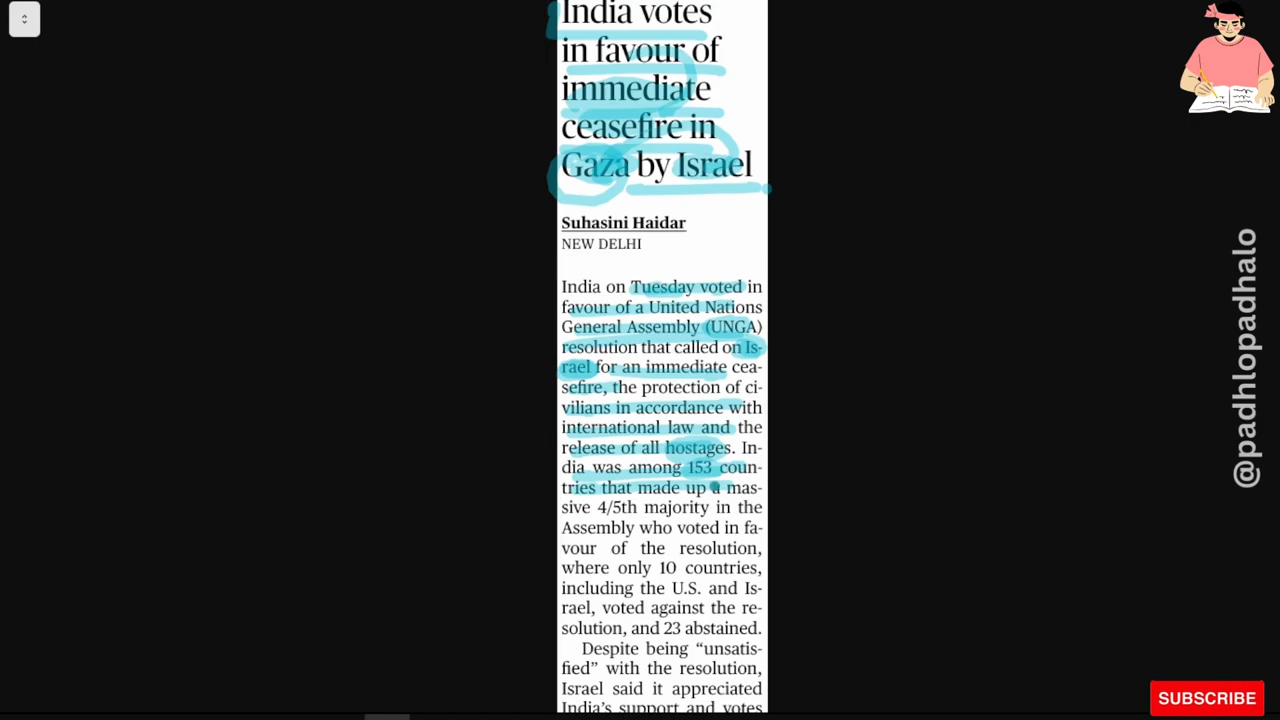 India votes
in favour of
immediate
ceasefire in
Gaza by Israel
Suhasini Haidar
NEW DELHI
India on Tuesday voted in
favour of a United Nations
General Assembly (UNGA)
resolution that called on Is-
rael for an immediate cea-
sefire, the protection of ci-
vilians in accordance with
international law and the
release of all hostages. In-
dia was among 153 coun-
tries that made up a mas-
sive 4/5th majority in the
Assembly who voted in fa-
vour of the resolution,
where only 10 countries,
including the U.S. and Is-
rael, voted against the re-
solution, and 23 abstained.
Despite being “unsatis-
fied” with the resolution,
Israel said it appreciated
India’s support and votes
@padhlopadhalo
SUBSCRIBE